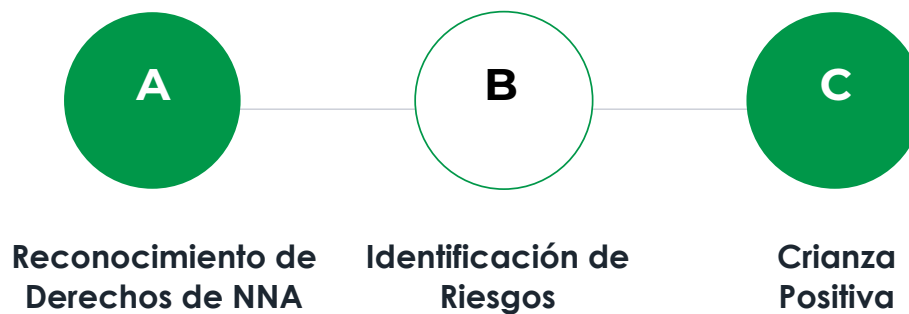 A
B
C
Reconocimiento de
Derechos de NNA
Identificación de
Riesgos
Crianza
Positiva